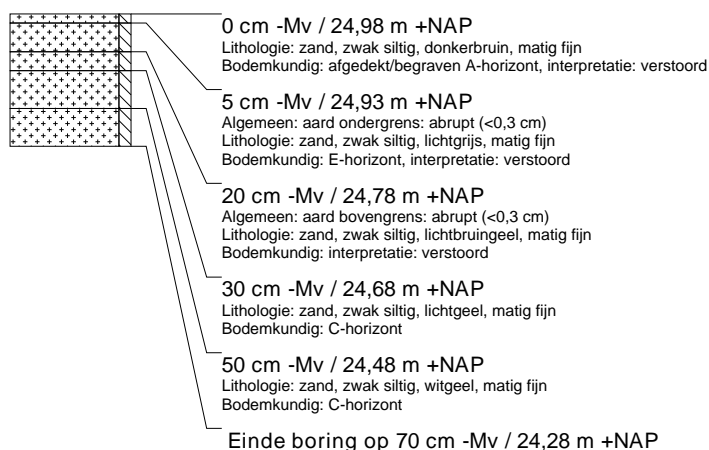 0 cm -Mv / 24,98 m +NAP
Lithologie: zand, zwak siltig, donkerbruin, matig fijn
Bodemkundig: afgedekt/begraven A-horizont, interpretatie: verstoord
5 cm -Mv / 24,93 m +NAP
Algemeen: aard ondergrens: abrupt (<0,3 cm)
Lithologie: zand, zwak siltig, lichtgrijs, matig fijn
Bodemkundig: E-horizont, interpretatie: verstoord
20 cm -Mv / 24,78 m +NAP
Algemeen: aard bovengrens: abrupt (<0,3 cm)
Lithologie: zand, zwak siltig, lichtbruingeel, matig fijn
Bodemkundig: interpretatie: verstoord
30 cm -Mv / 24,68 m +NAP
Lithologie: zand, zwak siltig, lichtgeel, matig fijn
Bodemkundig: C-horizont
50 cm -Mv / 24,48 m +NAP
Lithologie: zand, zwak siltig, witgeel, matig fijn
Bodemkundig: C-horizont
Einde boring op 70 cm -Mv / 24,28 m +NAP